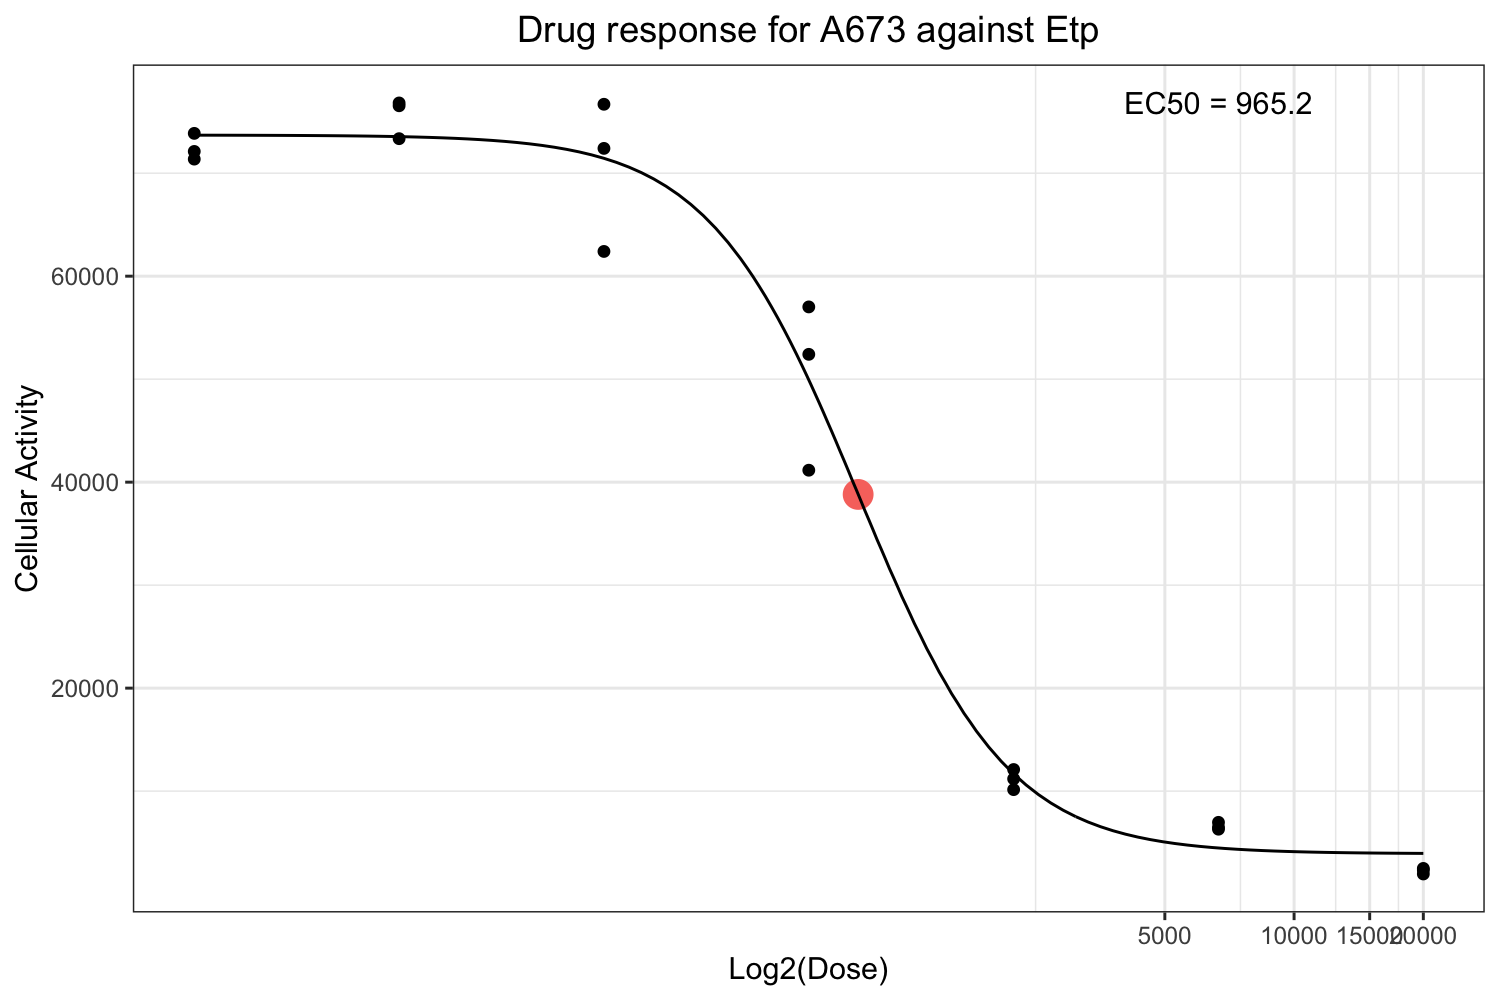 Drug response for A673 against Etp
EC50 = 965.2
60000
40000
20000
Cellular Activity
5000 10000 15000 20000
Log2(Dose)